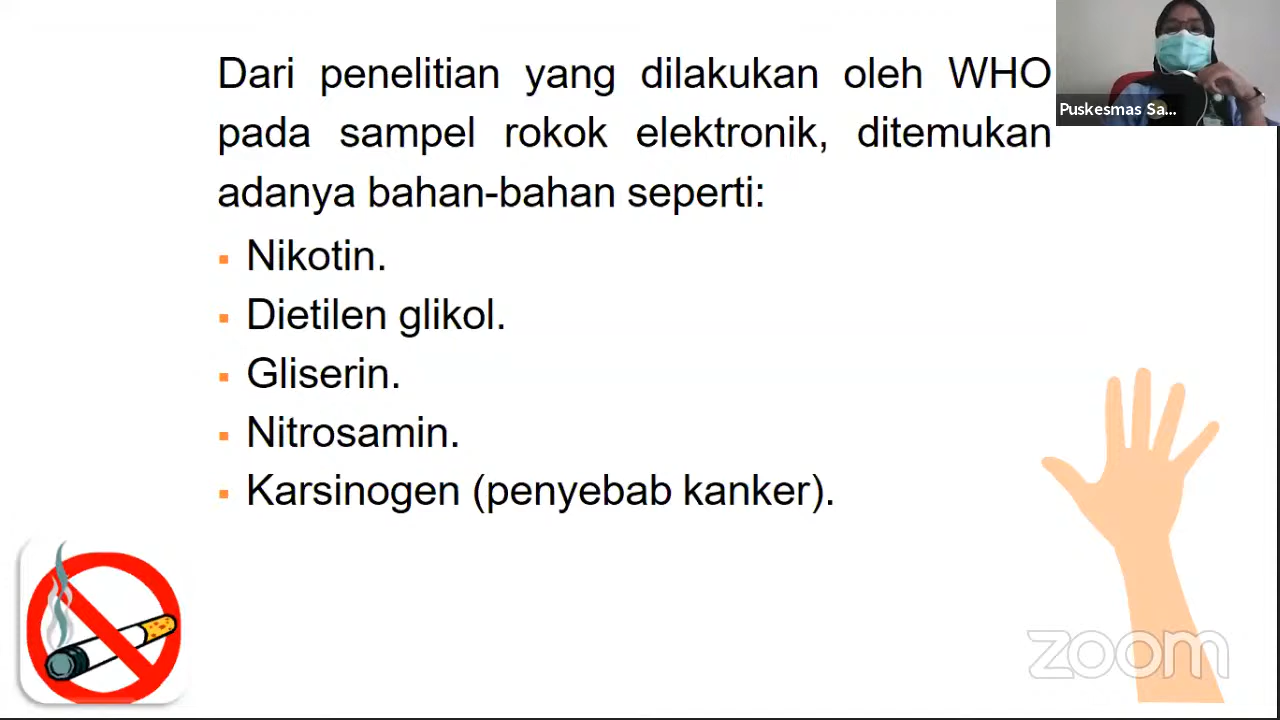 Dari penelitian yang dilakukan oleh WHO
pada sampel rokok elektronik, ditemukan
adanya bahan-bahan seperti:
Nikotin.
Dietilen glikol.
Gliserin.
Nitrosamin.
Karsinogen (penyebab kanker).
Puskesmas Sa...
zoom